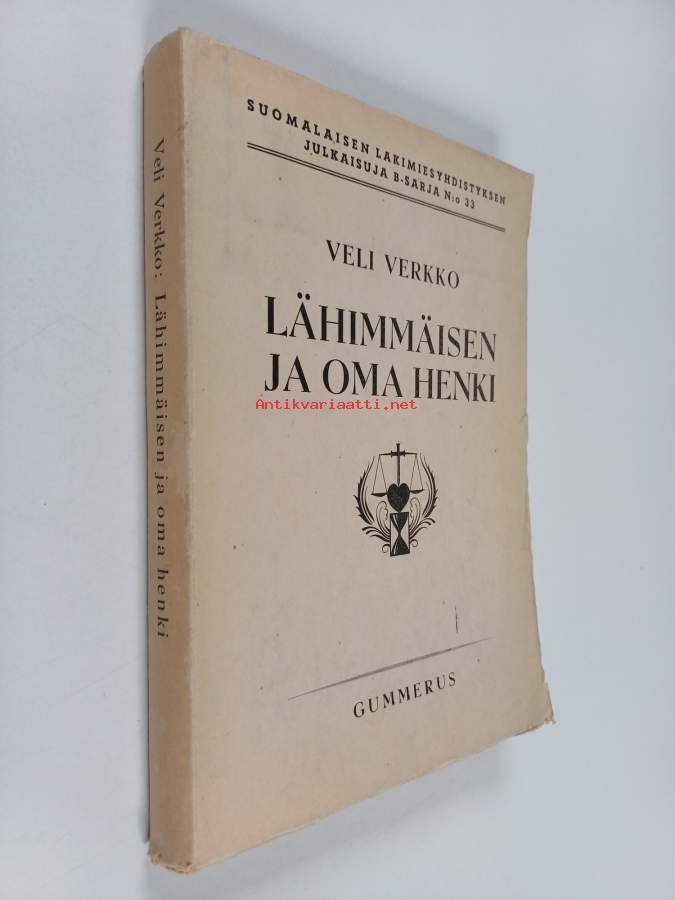 Veli Verkko: Lähimmäisen ja oma henki
SUOMALAISEN LAKIMIESYHDISTYKSEN
JULKAISUJA B-SARJA N:o 33
VELI VERKKO
LÄHIMMÄISEN
JA OMA HENKI
Antikvariaatti.net
GUMMERUS